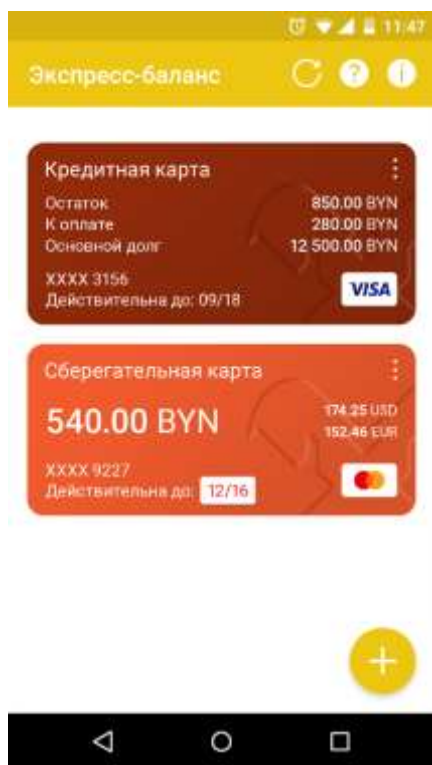 11:47
Экспресс-баланс
Кредитная карта
Остаток 850.00 BYN
К оплате 280.00 BYN
Основной долг 12 500.00 BYN
XXXX 3156
Действительна до: 09/18
VISA
Сберегательная карта
540.00 BYN
174.25 USD
152.46 EUR
XXXX 9227
Действительна до: 12/16